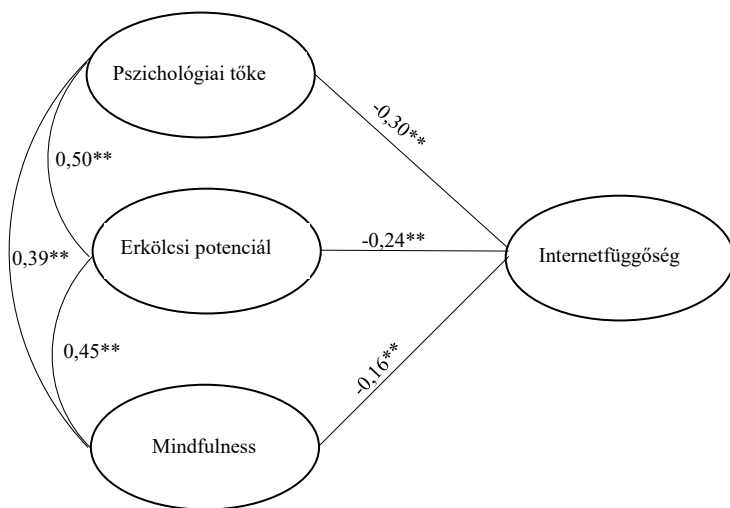 Pszichológiai tőke
-0,30**
0,50**
Erkölcsi potenciál
-0,24**
Internetfüggőség
0,39**
0,45**
-0,16**
Mindfulness